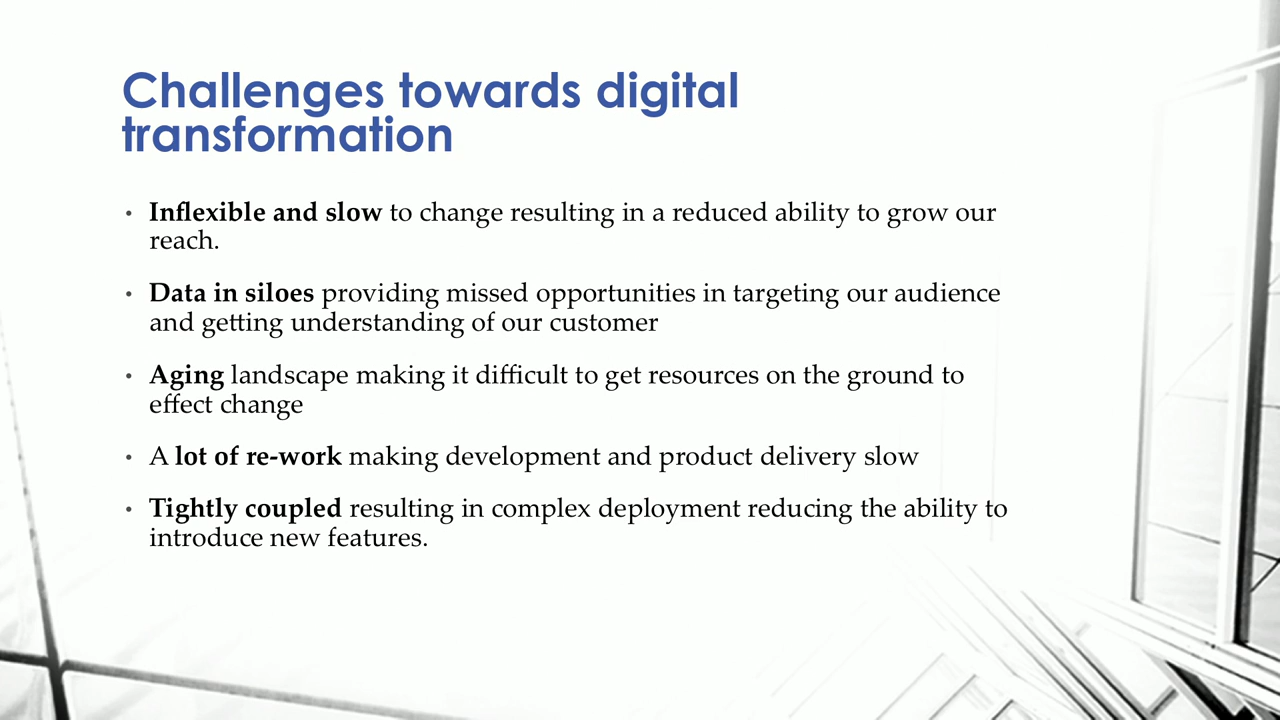 Challenges towards digital
transformation
• Inflexible and slow to change resulting in a reduced ability to grow our
reach.
• Data in siloes providing missed opportunities in targeting our audience
and getting understanding of our customer
• Aging landscape making it difficult to get resources on the ground to
effect change
• A lot of re-work making development and product delivery slow
• Tightly coupled resulting in complex deployment reducing the ability to
introduce new features.